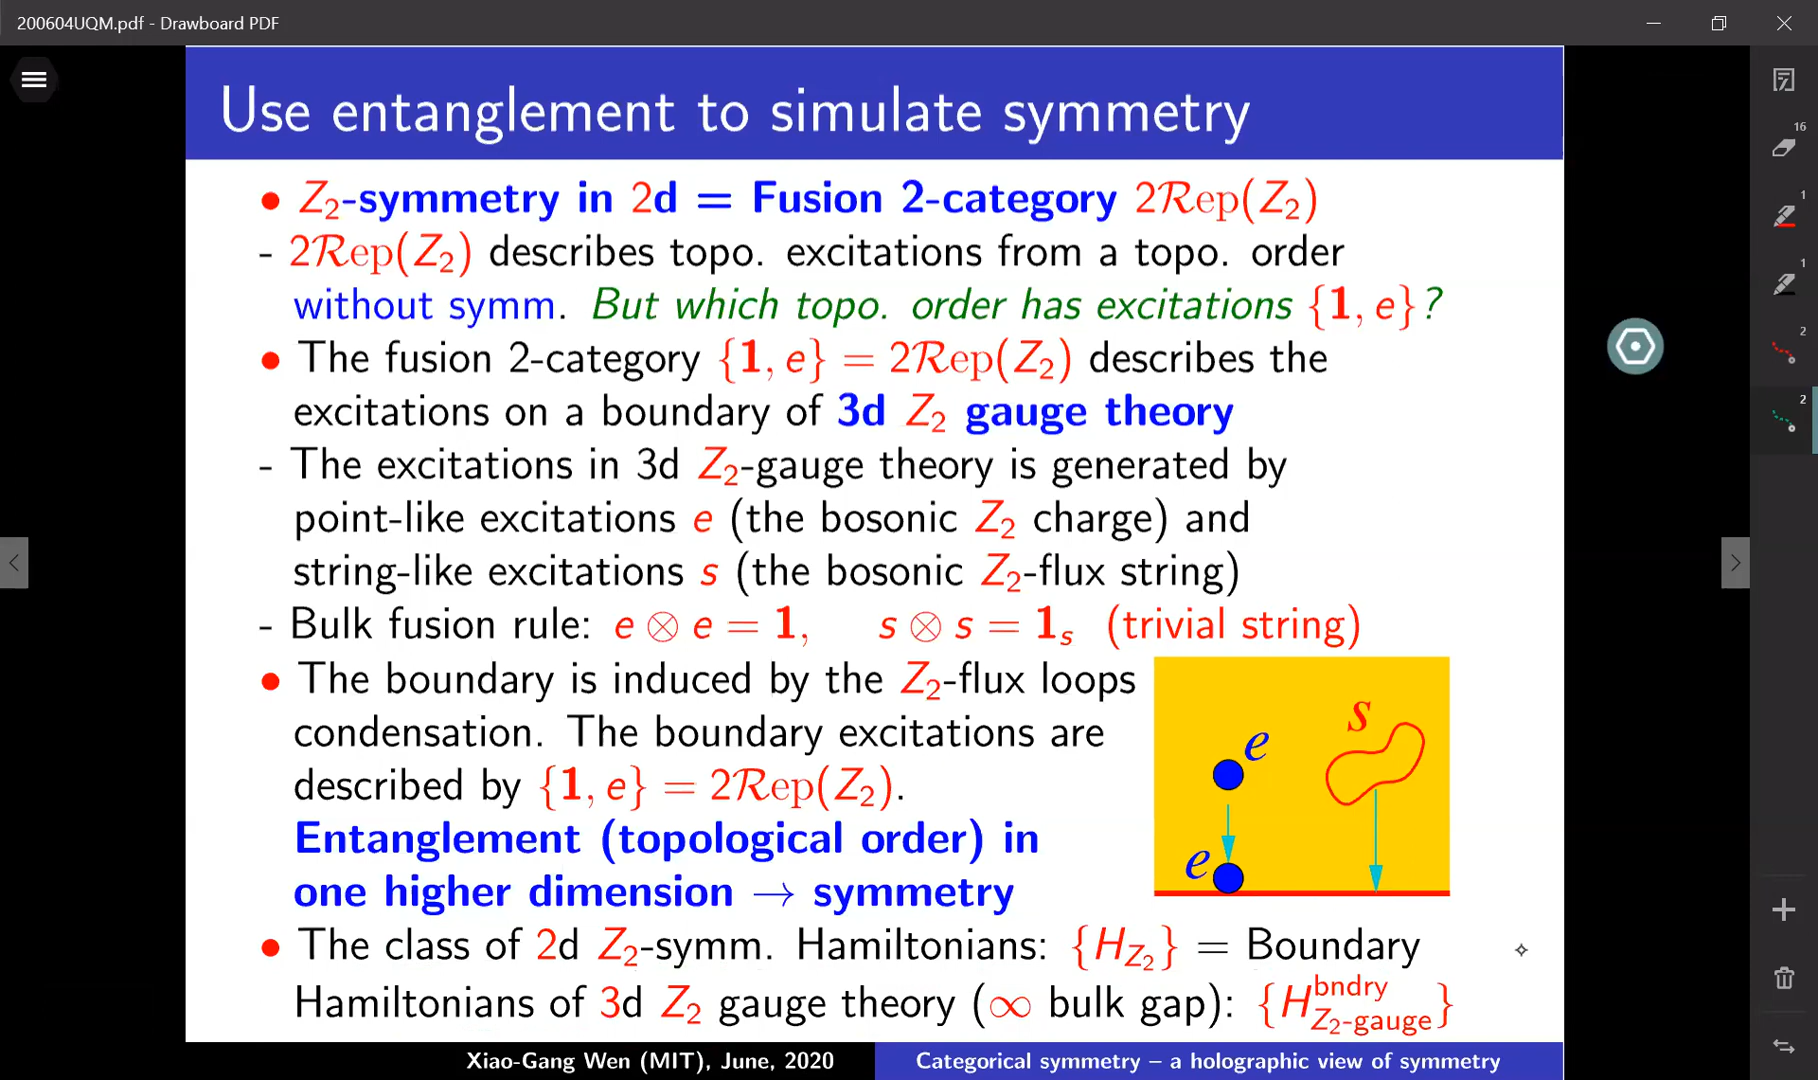 200604UQM.pdf - Drawboard PDF
Use entanglement to simulate symmetry
• Z₂-symmetry in 2d = Fusion 2-category 2Rep(Z₂)
- 2Rep(Z₂) describes topo. excitations from a topo. order
without symm. But which topo. order has excitations {1, e}?
• The fusion 2-category {1, e} = 2Rep(Z₂) describes the
excitations on a boundary of 3d Z₂ gauge theory
- The excitations in 3d Z₂-gauge theory is generated by
point-like excitations e (the bosonic Z₂ charge) and
string-like excitations s (the bosonic Z₂-flux string)
- Bulk fusion rule: e ⊗ e = 1, s ⊗ s = 1ₛ (trivial string)
• The boundary is induced by the Z₂-flux loops
condensation. The boundary excitations are
described by {1, e} = 2Rep(Z₂).
Entanglement (topological order) in
one higher dimension → symmetry
s
e
e
• The class of 2d Z₂-symm. Hamiltonians: {H_{Z₂}} = Boundary
Hamiltonians of 3d Z₂ gauge theory (∞ bulk gap): {H^{bndry}_{Z₂-gauge}}
Xiao-Gang Wen (MIT), June, 2020
Categorical symmetry – a holographic view of symmetry
16
1
1
2
2